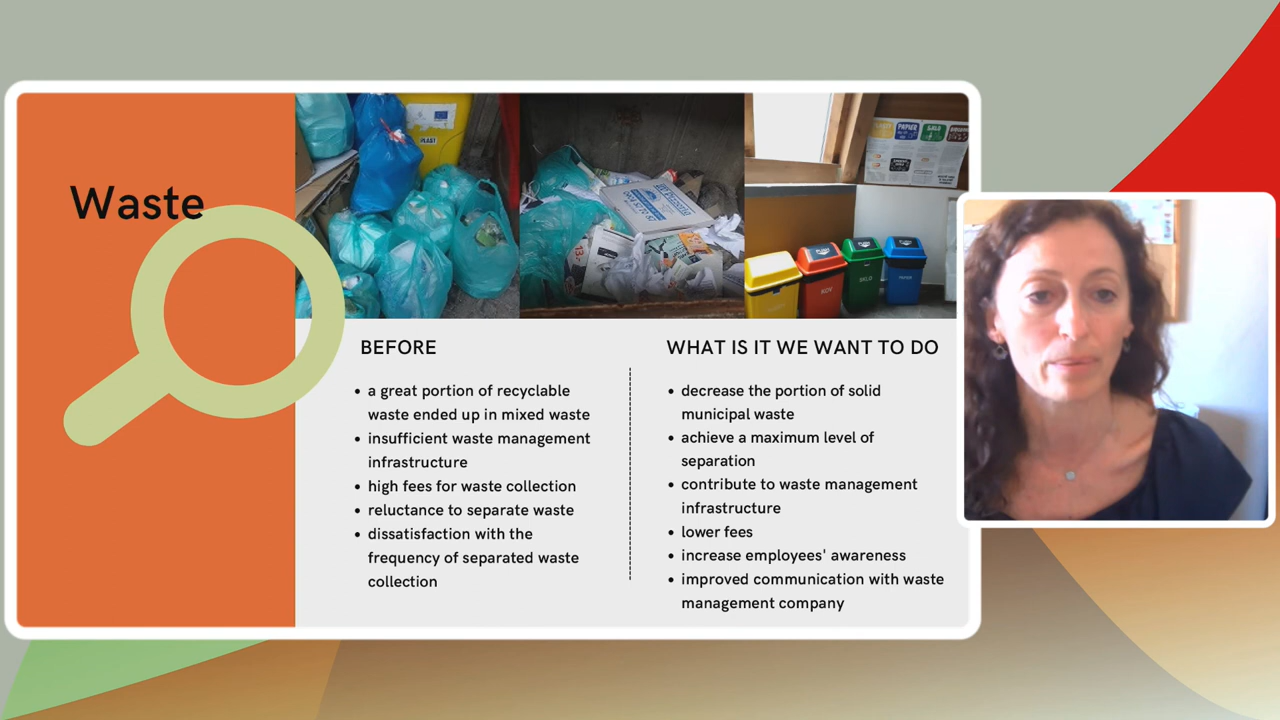 Waste
PLAST
PAPIER
SKLO
KOV
SKLO
BEFORE
• a great portion of recyclable
waste ended up in mixed waste
• insufficient waste management
infrastructure
• high fees for waste collection
• reluctance to separate waste
• dissatisfaction with the
frequency of separated waste
collection
WHAT IS IT WE WANT TO DO
• decrease the portion of solid
municipal waste
• achieve a maximum level of
separation
• contribute to waste management
infrastructure
• lower fees
• increase employees' awareness
• improved communication with waste
management company